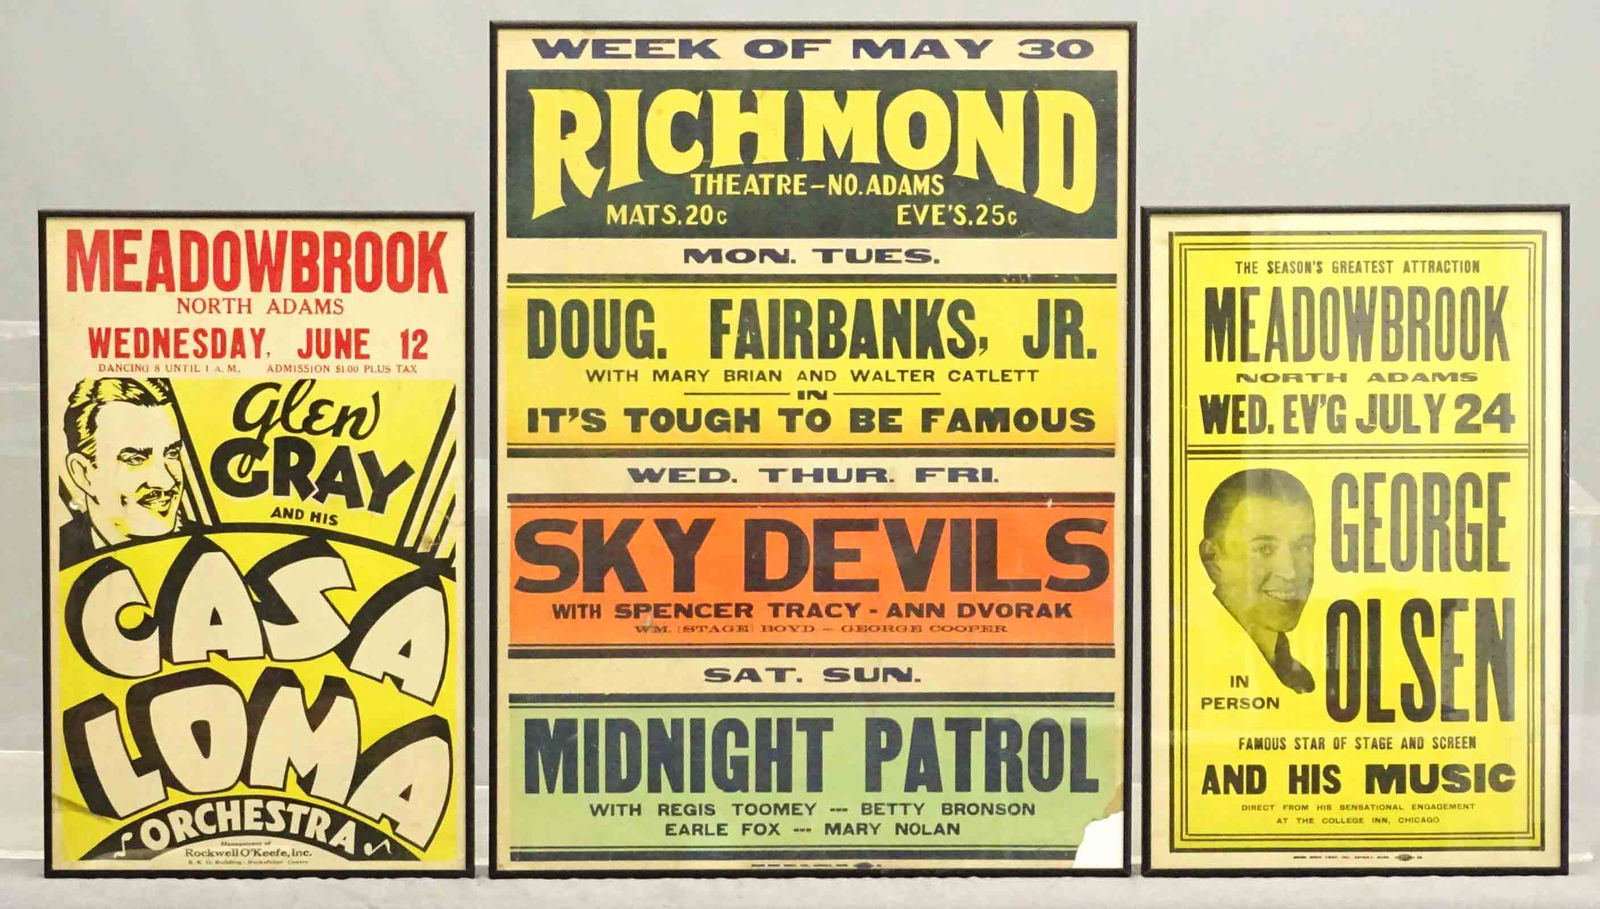 MEADOWBROOK
NORTH ADAMS
WEDNESDAY, JUNE 12
DANCING 8 UNTIL 1 A.M. ADMISSION $1.00 PLUS TAX
Glen
GRAY
AND HIS
CASA
LOMA
ORCHESTRA
Management of
Rockwell O'Keefe, Inc.
R. K. O. Building - Rockefeller Centre
WEEK OF MAY 30
RICHMOND
THEATRE-NO. ADAMS
MATS. 20c EVE'S. 25c
MON. TUES.
DOUG. FAIRBANKS, JR.
WITH MARY BRIAN AND WALTER CATLETT
IN
IT'S TOUGH TO BE FAMOUS
WED. THUR. FRI.
SKY DEVILS
WITH SPENCER TRACY - ANN DVORAK
WM. [STAGE] BOYD - GEORGE COOPER
SAT. SUN.
MIDNIGHT PATROL
WITH REGIS TOOMEY --- BETTY BRONSON
EARLE FOX --- MARY NOLAN
THE SEASON'S GREATEST ATTRACTION
MEADOWBROOK
NORTH ADAMS
WED. EV'G JULY 24
GEORGE
OLSEN
IN
PERSON
FAMOUS STAR OF STAGE AND SCREEN
AND HIS MUSIC
DIRECT FROM HIS SENSATIONAL ENGAGEMENT
AT THE COLLEGE INN, CHICAGO